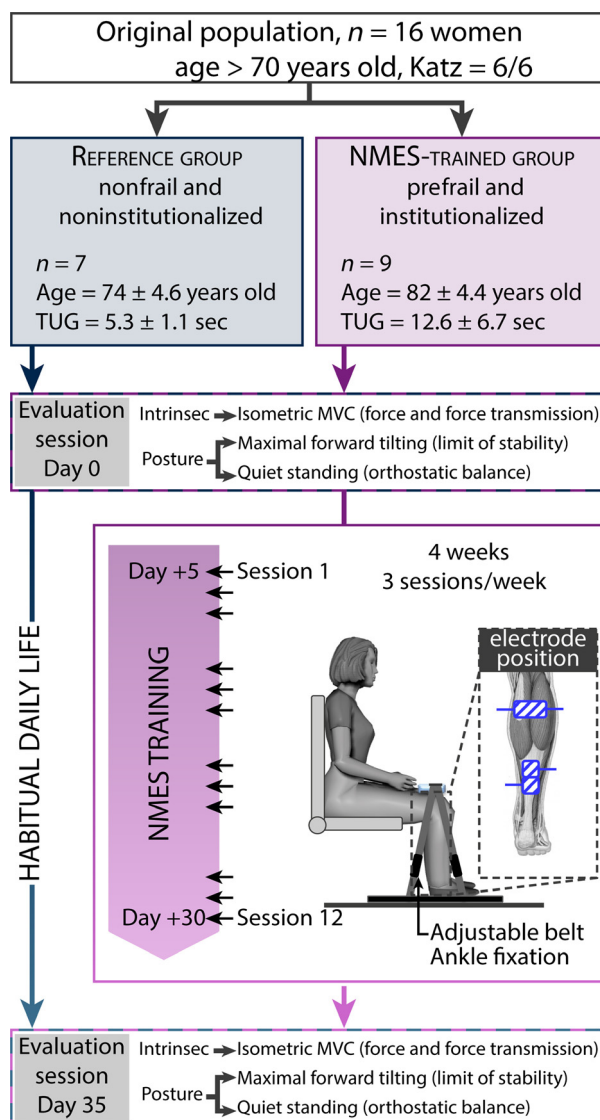 Original population, n = 16 women
age > 70 years old, Katz = 6/6
REFERENCE GROUP
nonfrail and
noninstitutionalized
n = 7
Age = 74 ± 4.6 years old
TUG = 5.3 ± 1.1 sec
NMES-TRAINED GROUP
prefrail and
institutionalized
n = 9
Age = 82 ± 4.4 years old
TUG = 12.6 ± 6.7 sec
Evaluation
session
Day 0
Intrinsec
Isometric MVC (force and force transmission)
Posture
Maximal forward tilting (limit of stability)
Quiet standing (orthostatic balance)
HABITUAL DAILY LIFE
NMES TRAINING
Day +5
Session 1
4 weeks
3 sessions/week
electrode
position
Day +30
Session 12
Adjustable belt
Ankle fixation
Evaluation
session
Day 35
Intrinsec
Isometric MVC (force and force transmission)
Posture
Maximal forward tilting (limit of stability)
Quiet standing (orthostatic balance)